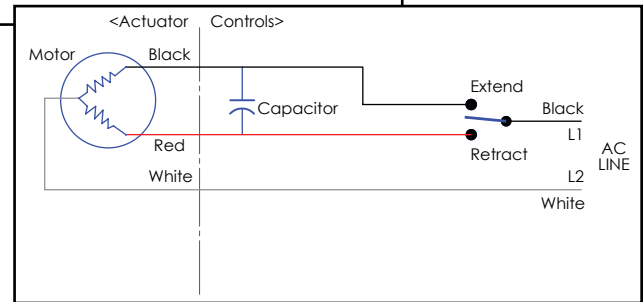 <Actuator Controls>
Motor Black
Extend
Capacitor
Black
L1
AC
LINE
Red
Retract
White
L2
White